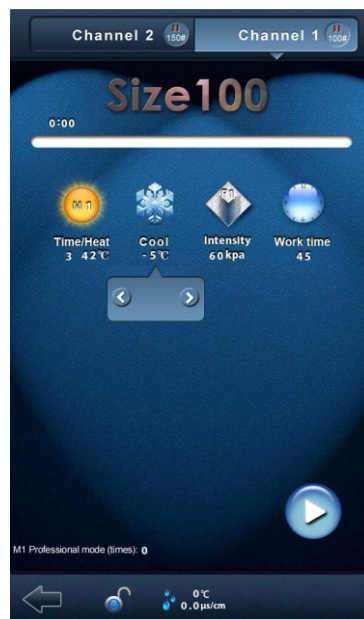 Channel 2 150#
Channel 1 100#
Size100
0:00
M1
Time/Heat
3 42℃
Cool
-5℃
Intensity
60kpa
Work time
45
M1 Professional mode (times): 0
0℃
0.0μs/cm